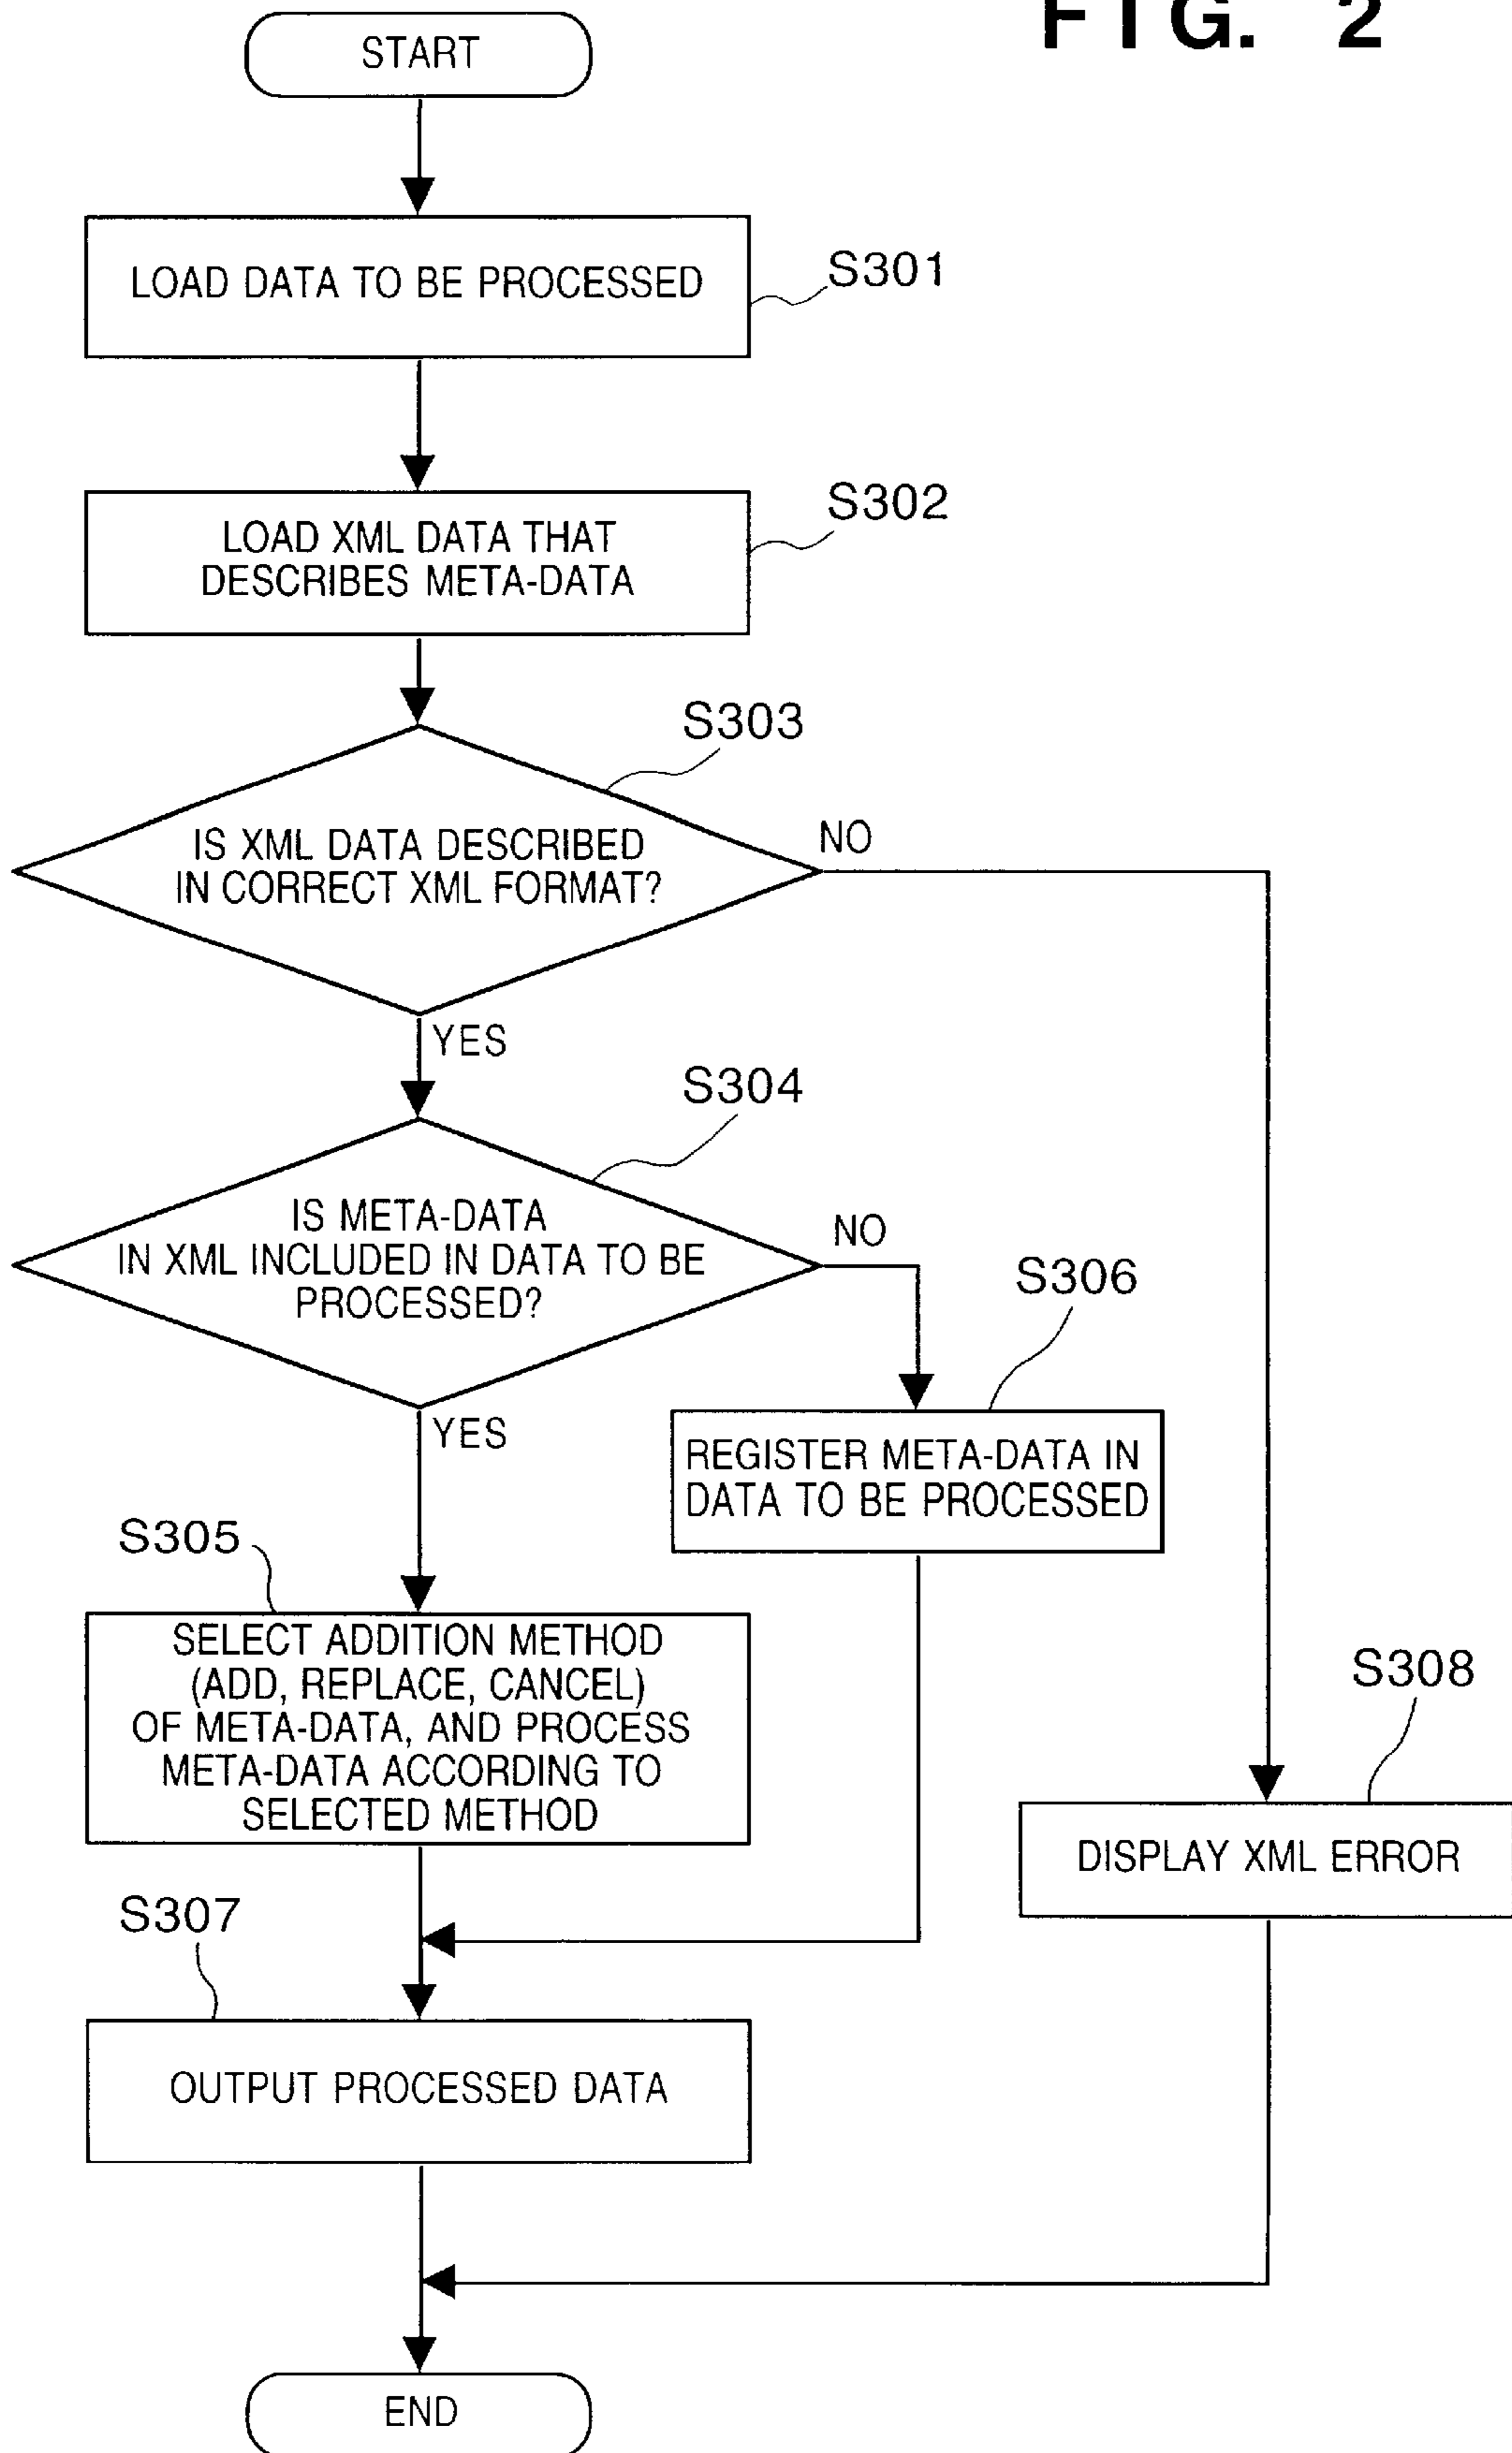 FIG. 2
START
LOAD DATA TO BE PROCESSED
S301
LOAD XML DATA THAT
DESCRIBES META-DATA
S302
S303
IS XML DATA DESCRIBED
IN CORRECT XML FORMAT?
NO
YES
S304
IS META-DATA
IN XML INCLUDED IN DATA TO BE
PROCESSED?
NO
YES
S306
REGISTER META-DATA IN
DATA TO BE PROCESSED
S305
SELECT ADDITION METHOD
(ADD, REPLACE, CANCEL)
OF META-DATA, AND PROCESS
META-DATA ACCORDING TO
SELECTED METHOD
S308
DISPLAY XML ERROR
S307
OUTPUT PROCESSED DATA
END